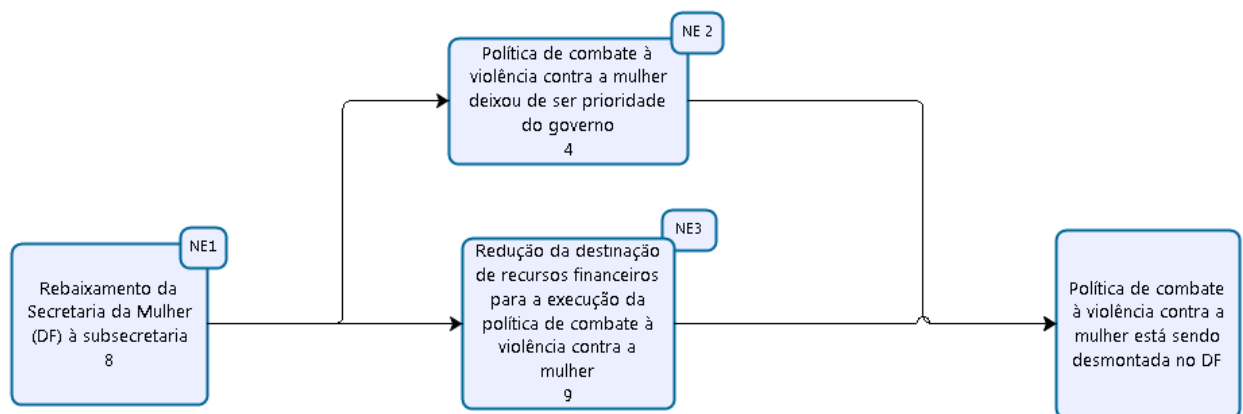 NE 2
Política de combate à
violência contra a mulher
deixou de ser prioridade
do governo
4
NE1
Rebaixamento da
Secretaria da Mulher
(DF) à subsecretaria
8
NE3
Redução da destinação
de recursos financeiros
para a execução da
política de combate à
violência contra a
mulher
9
Política de combate
à violência contra a
mulher está sendo
desmontada no DF